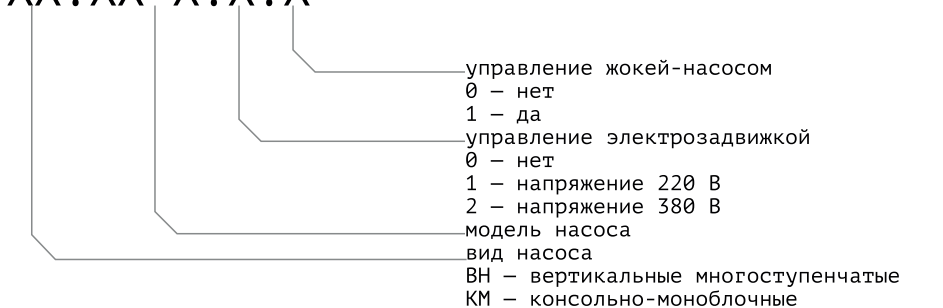 управление жокей-насосом
0 — нет
1 — да
управление электрозадвижкой
0 — нет
1 — напряжение 220 В
2 — напряжение 380 В
модель насоса
вид насоса
ВН — вертикальные многоступенчатые
КМ — консольно-моноблочные